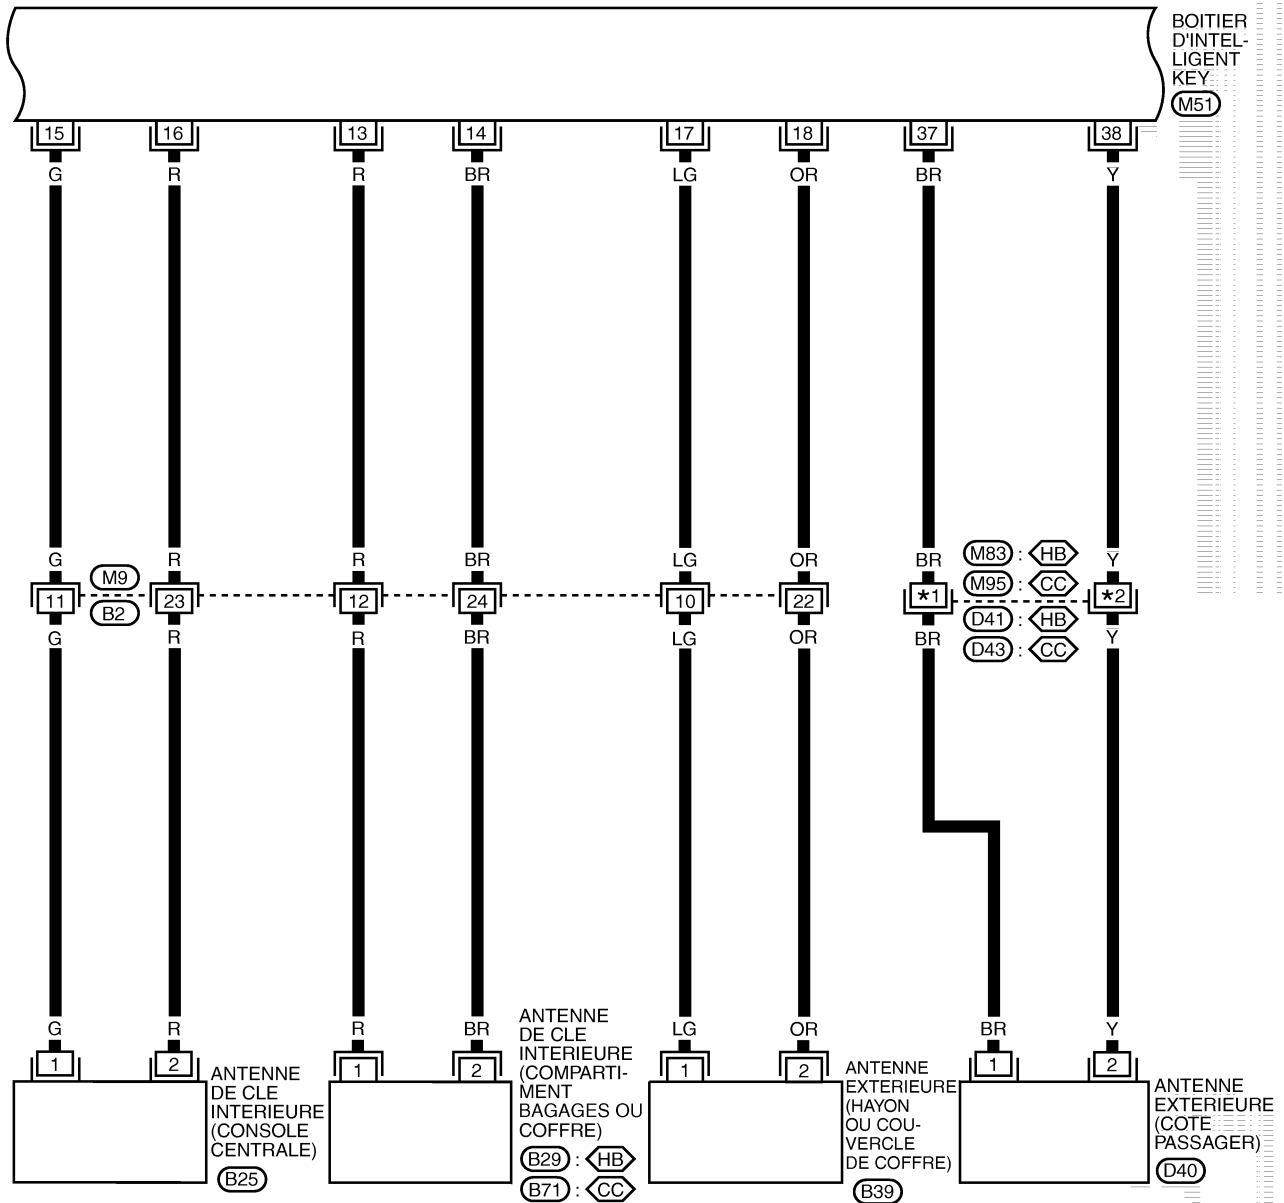 BOITIER
D'INTEL-
LIGENT
KEY
M51
15 16 13 14 17 18 37 38
G R R BR LG OR BR Y
G R R BR LG OR BR Y
M83 : HB
M95 : CC
M9
B2
11 23 12 24 10 22 *1 *2
D41 : HB
D43 : CC
G R R BR LG OR BR Y
G R R BR LG OR BR Y
1 2 1 2 1 2 1 2
ANTENNE
DE CLE
INTERIEURE
(CONSOLE
CENTRALE)
B25
ANTENNE
DE CLE
INTERIEURE
(COMPARTI-
MENT
BAGAGES OU
COFFRE)
B29 : HB
B71 : CC
ANTENNE
EXTERIEURE
(HAYON
OU COU-
VERCLE
DE COFFRE)
B39
ANTENNE
EXTERIEURE
(COTE
PASSAGER)
D40